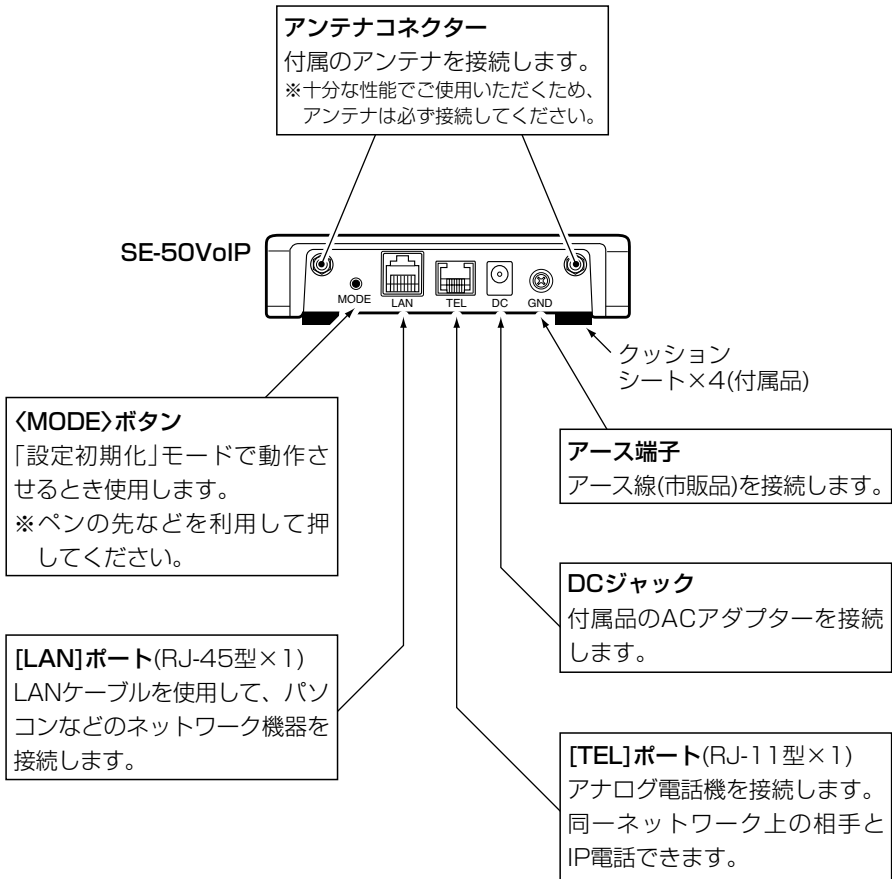 アンテナコネクター
付属のアンテナを接続します。
※十分な性能でご使用いただくため、
アンテナは必ず接続してください。
SE-50VoIP
MODE LAN TEL DC GND
クッション
シート×4(付属品)
〈MODE〉ボタン
「設定初期化」モードで動作さ
せるとき使用します。
※ペンの先などを利用して押
してください。
アース端子
アース線(市販品)を接続します。
DCジャック
付属品のACアダプターを接続
します。
[LAN]ポート(RJ-45型×1)
LANケーブルを使用して、パソ
コンなどのネットワーク機器を
接続します。
[TEL]ポート(RJ-11型×1)
アナログ電話機を接続します。
同一ネットワーク上の相手と
IP電話できます。